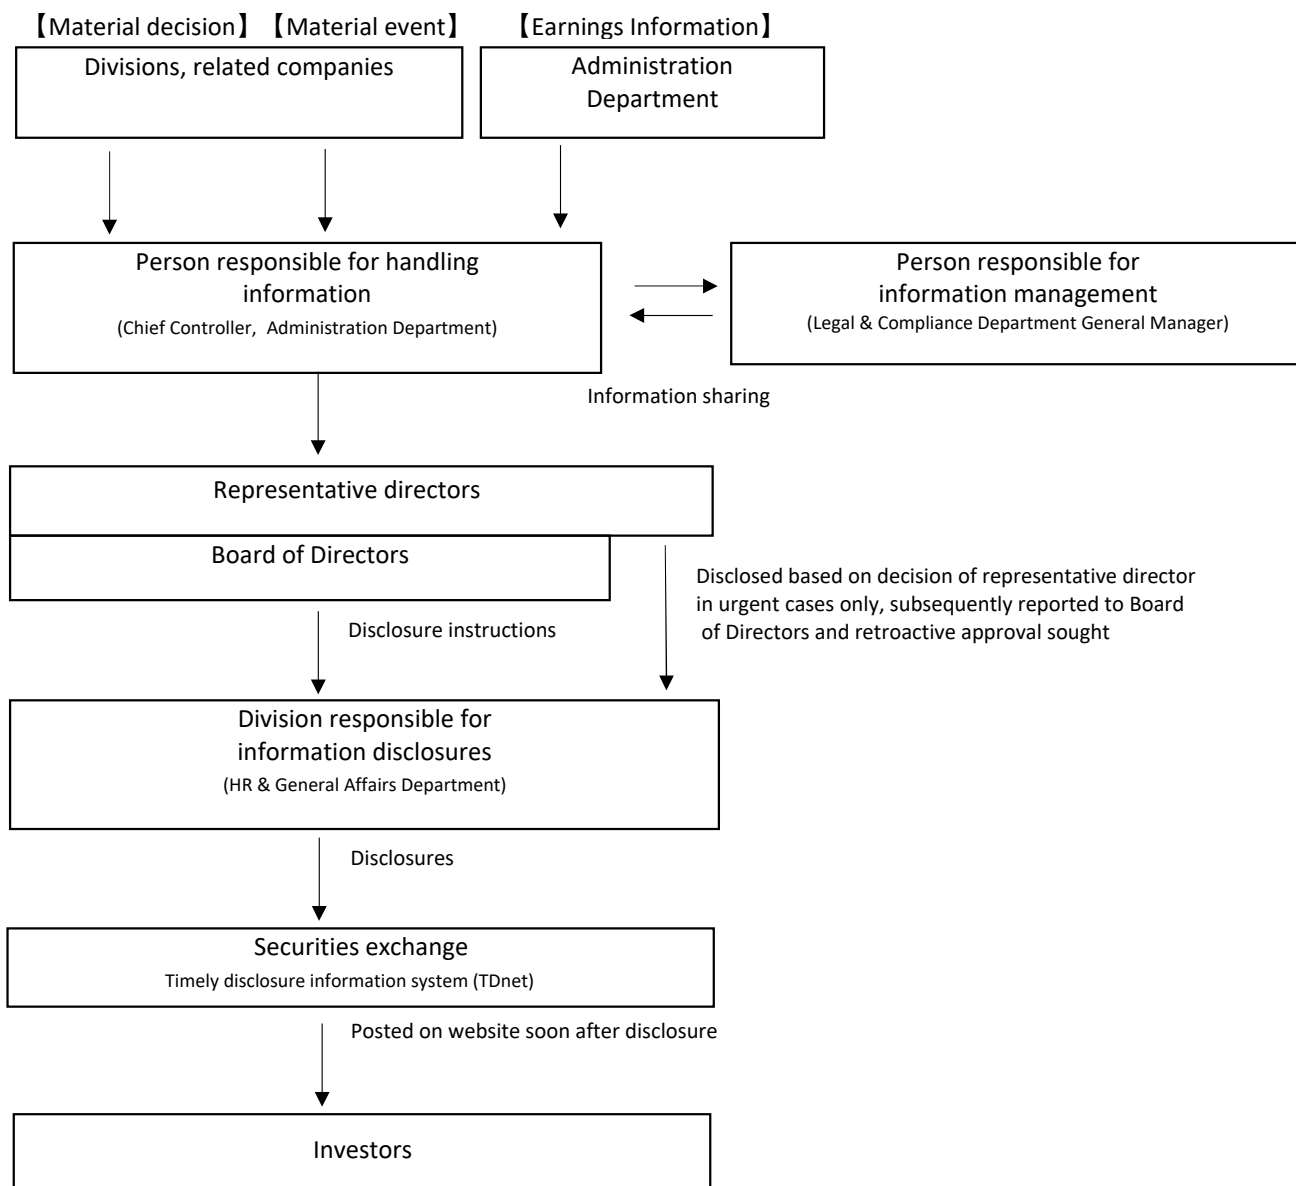 【Material decision】【Material event】
【Earnings Information】
Divisions, related companies
Administration
Department
Person responsible for handling
information
(Chief Controller, Administration Department)
Person responsible for
information management
(Legal & Compliance Department General Manager)
Information sharing
Representative directors
Board of Directors
Disclosed based on decision of representative director
in urgent cases only, subsequently reported to Board
of Directors and retroactive approval sought
Disclosure instructions
Division responsible for
information disclosures
(HR & General Affairs Department)
Disclosures
Securities exchange
Timely disclosure information system (TDnet)
Posted on website soon after disclosure
Investors